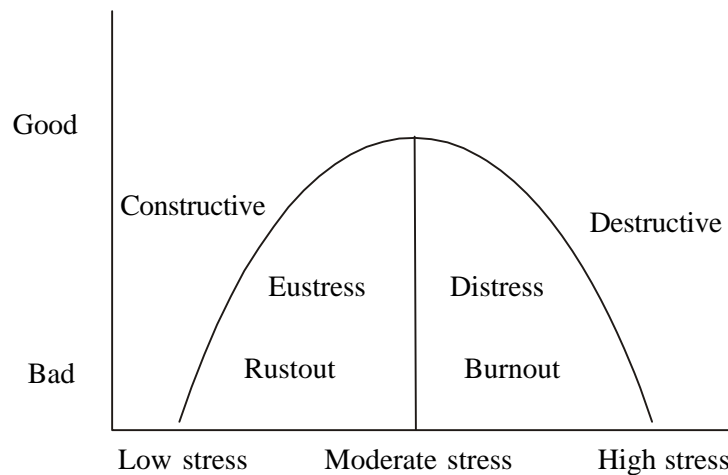 Good
Constructive
Destructive
Eustress Distress
Bad
Rustout Burnout
Low stress Moderate stress High stress